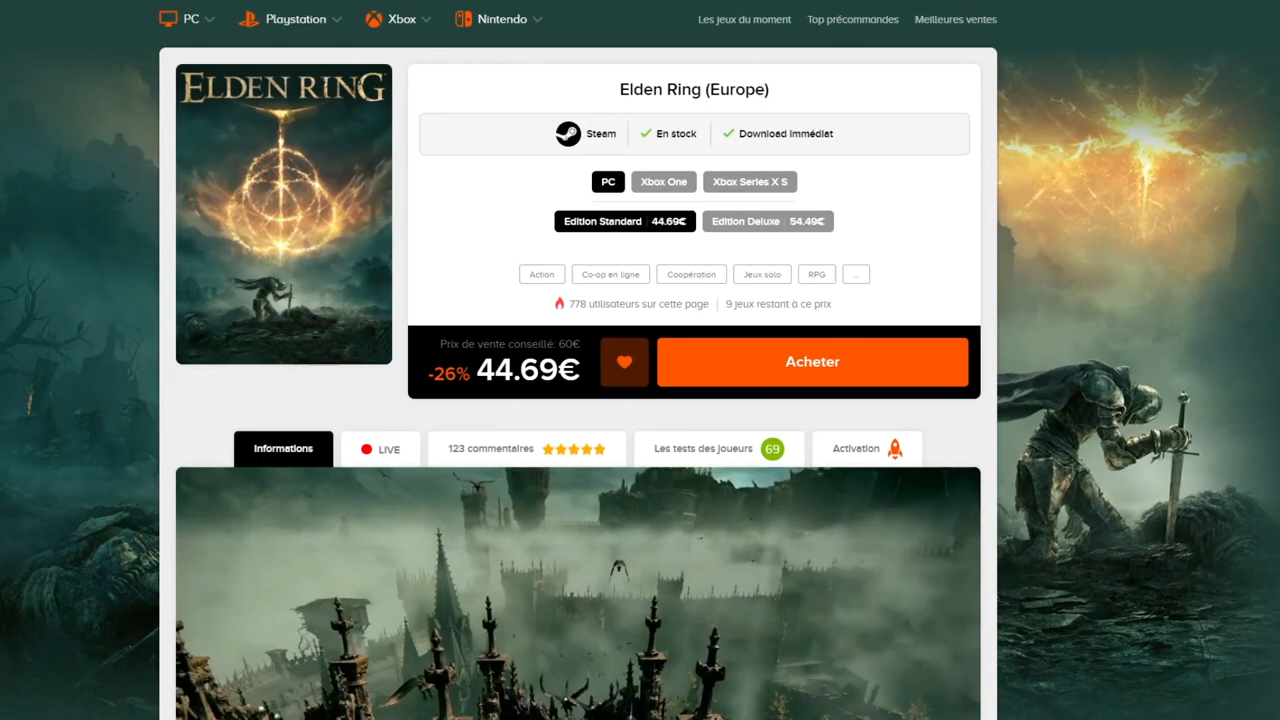 PC Playstation Xbox Nintendo Les jeux du moment Top précommandes Meilleures ventes
ELDEN RING
Elden Ring (Europe)
Steam En stock Download immédiat
PC Xbox One Xbox Series X S
Edition Standard 44.69€ Edition Deluxe 54.49€
Action Co-op en ligne Coopération Jeux solo RPG ...
778 utilisateurs sur cette page 9 jeux restant à ce prix
Prix de vente conseillé: 60€
-26% 44.69€ Acheter
Informations LIVE 123 commentaires Les tests des joueurs 69 Activation